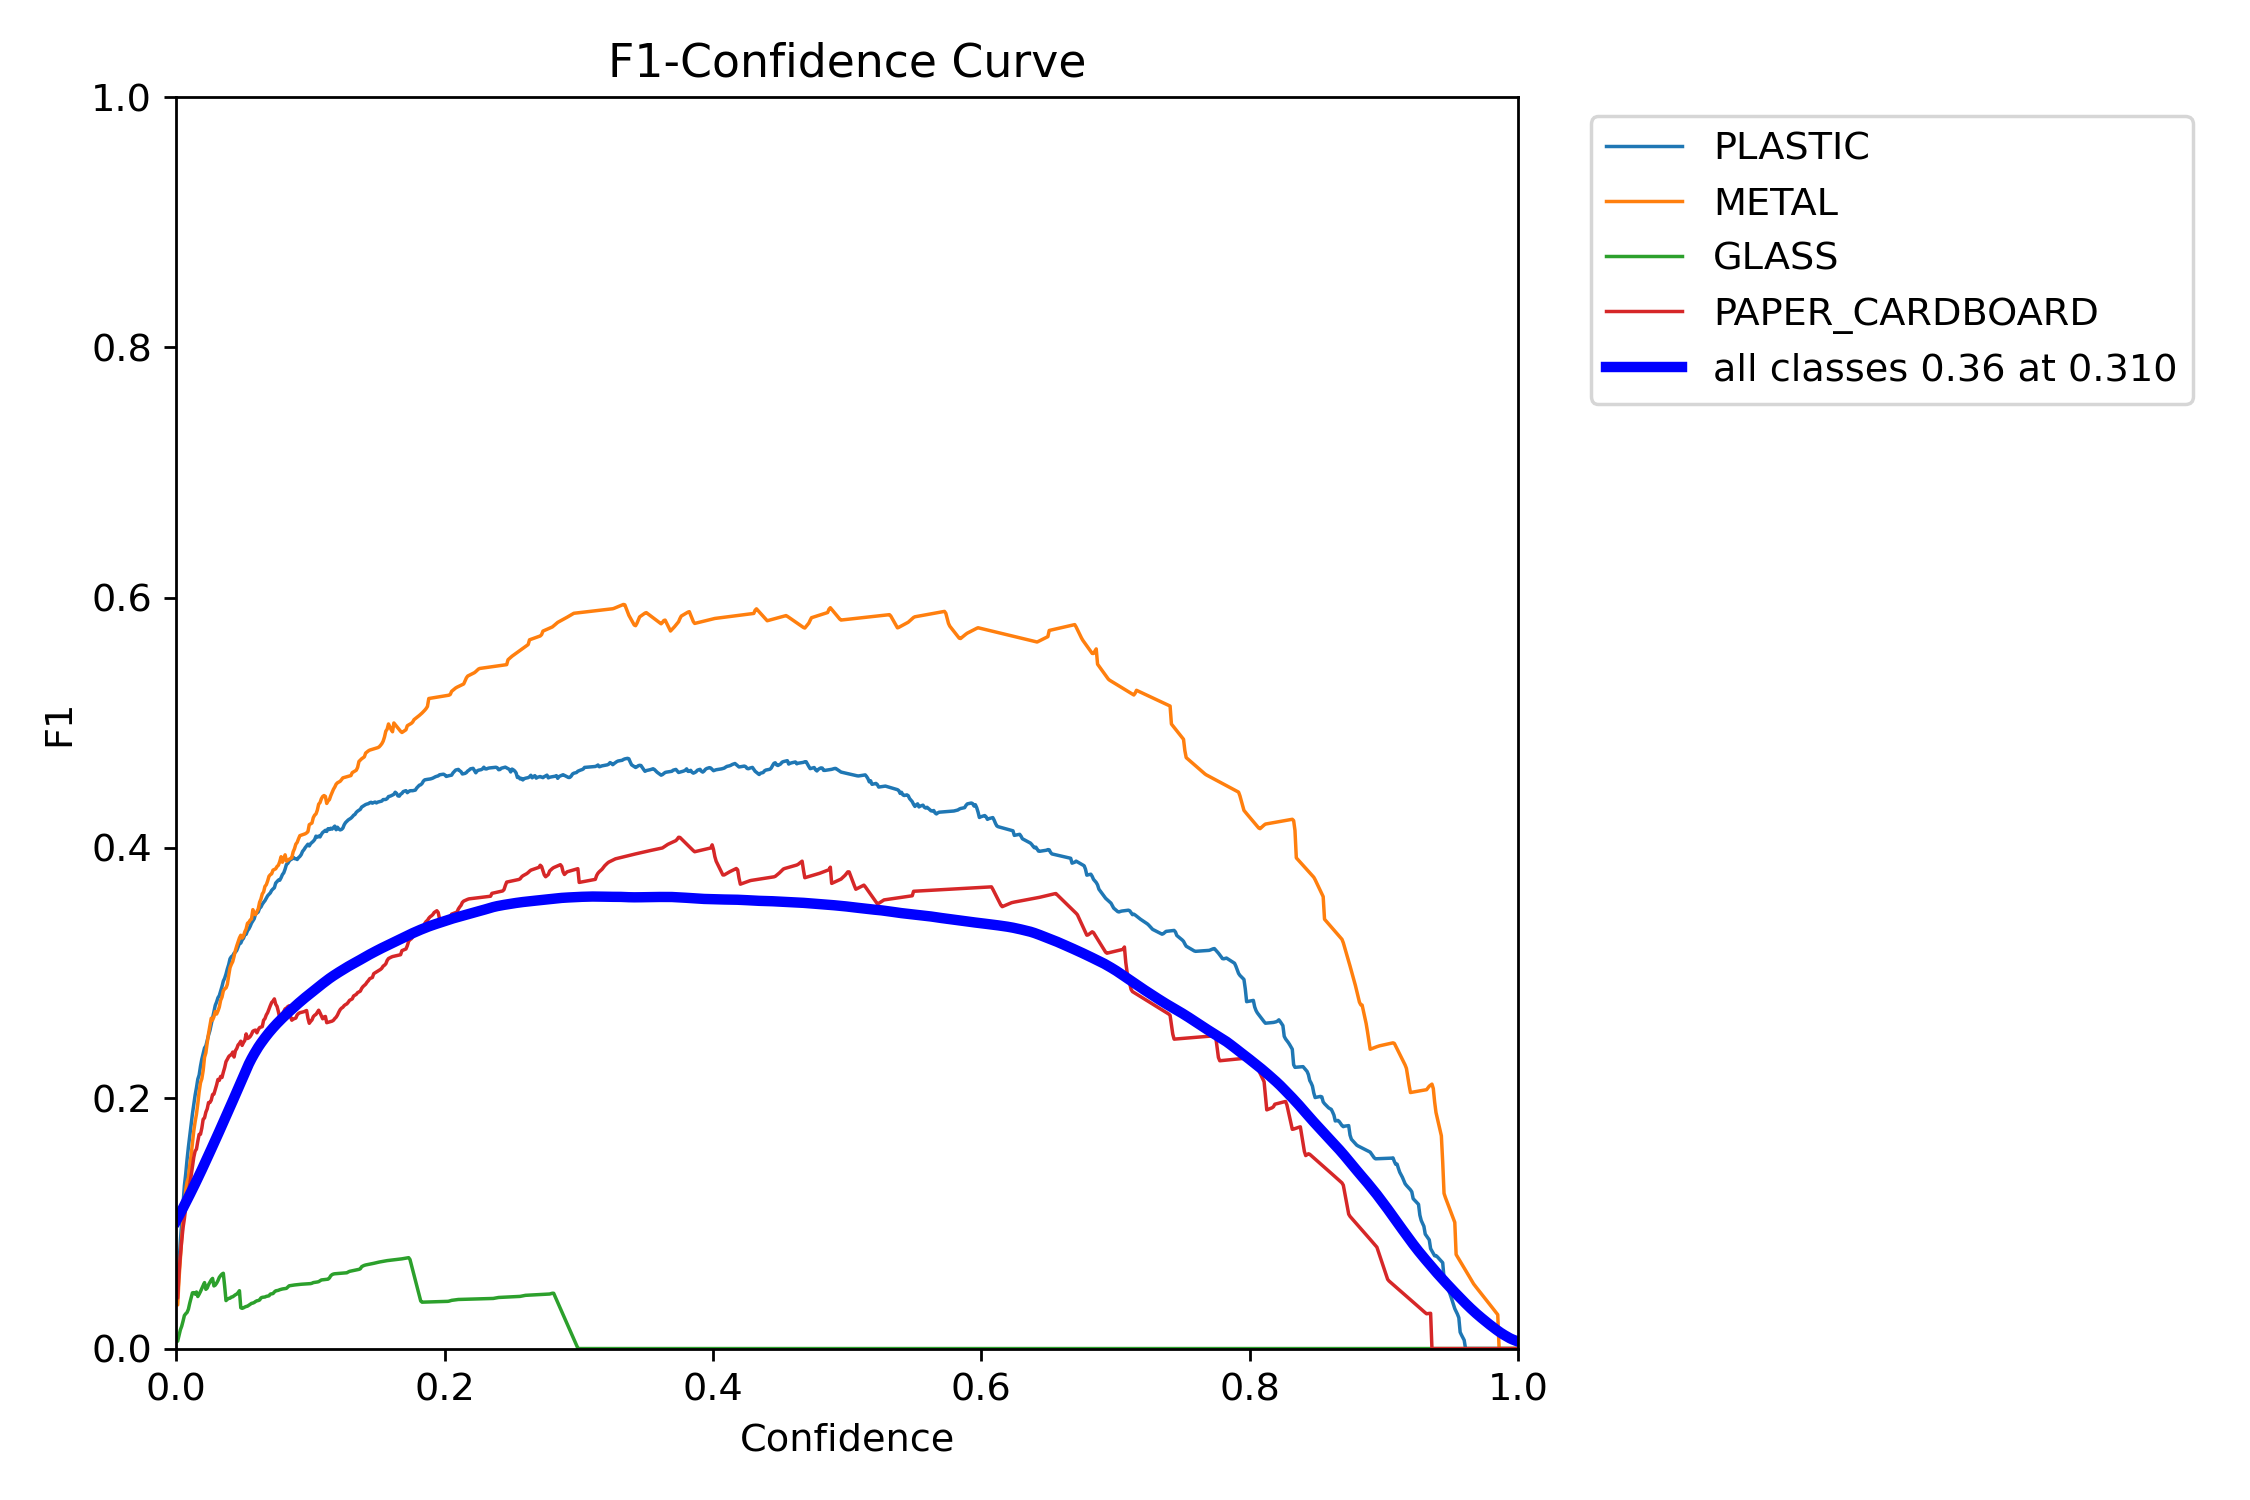 F1-Confidence Curve
1.0
0.8
0.6
0.4
0.2
0.0
F1
0.0 0.2 0.4 0.6 0.8 1.0
Confidence
PLASTIC
METAL
GLASS
PAPER_CARDBOARD
all classes 0.36 at 0.310